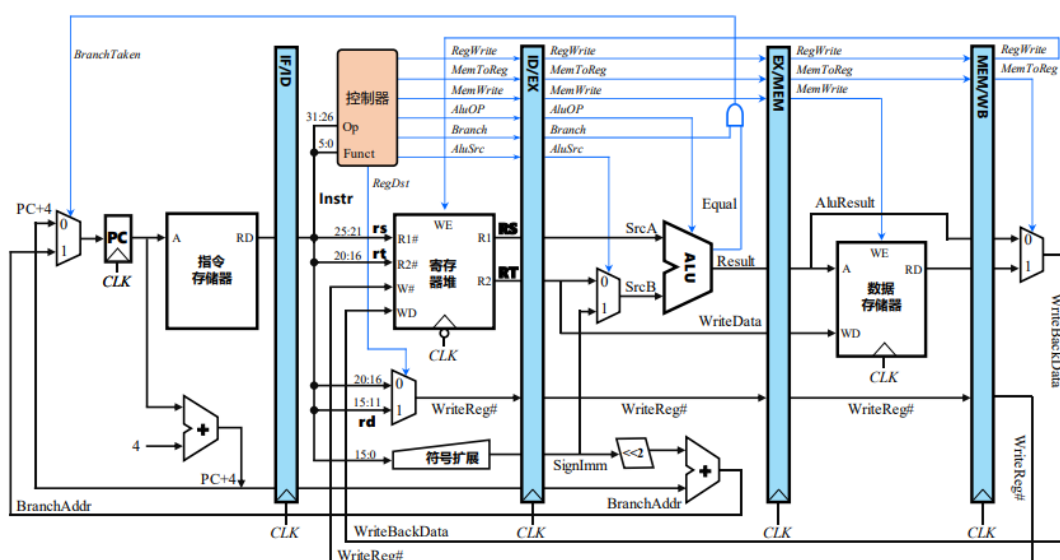 BranchTaken
IF/ID
控制器
31:26
Op
5:0
Funct
RegWrite
MemToReg
MemWrite
AluOP
Branch
AluSrc
RegDst
ID/EX
RegWrite
MemToReg
MemWrite
AluOP
Branch
AluSrc
EX/MEM
RegWrite
MemToReg
MemWrite
MEM/WB
RegWrite
MemToReg
PC+4
0
1
PC
CLK
A
RD
指令
存储器
Instr
rs
25:21
rt
20:16
WE
R1#
R2#
W#
WD
R1
R2
寄存
器堆
CLK
RS
RT
SrcA
0
1
SrcB
ALU
Equal
Result
WriteData
AluResult
WE
A
RD
数据
存储器
WD
CLK
0
1
WriteBackData
20:16
0
15:11
1
rd
WriteReg#
WriteReg#
WriteReg#
WriteReg#
4
+
PC+4
15:0
符号扩展
SignImm
<<2
+
BranchAddr
BranchAddr
CLK
CLK
CLK
CLK
WriteBackData
WriteReg#